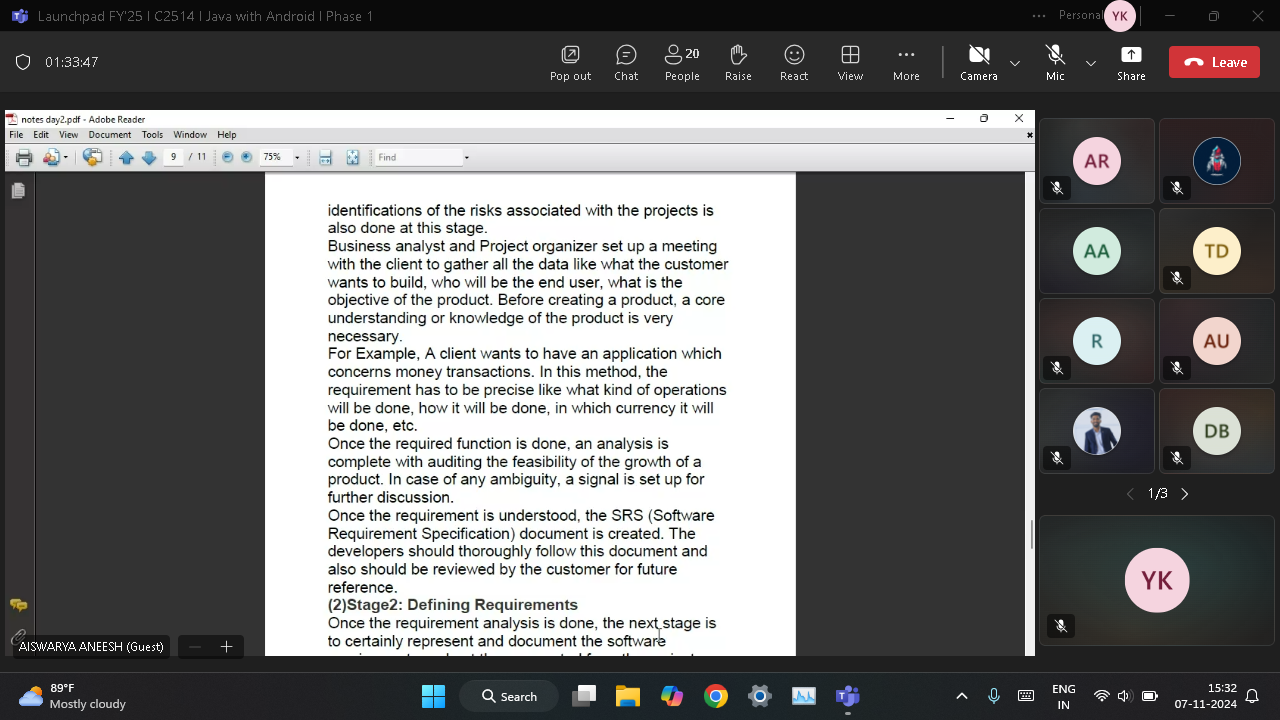 Launchpad FY'25 | C2514 | Java with Android | Phase 1
Personal
YK
01:33:47
Pop out
Chat
20
People
Raise
React
View
More
Camera
Mic
Share
Leave
notes day2.pdf - Adobe Reader
File Edit View Document Tools Window Help
9 / 11
75%
Find
identifications of the risks associated with the projects is
also done at this stage.
Business analyst and Project organizer set up a meeting
with the client to gather all the data like what the customer
wants to build, who will be the end user, what is the
objective of the product. Before creating a product, a core
understanding or knowledge of the product is very
necessary.
For Example, A client wants to have an application which
concerns money transactions. In this method, the
requirement has to be precise like what kind of operations
will be done, how it will be done, in which currency it will
be done, etc.
Once the required function is done, an analysis is
complete with auditing the feasibility of the growth of a
product. In case of any ambiguity, a signal is set up for
further discussion.
Once the requirement is understood, the SRS (Software
Requirement Specification) document is created. The
developers should thoroughly follow this document and
also should be reviewed by the customer for future
reference.
(2)Stage2: Defining Requirements
Once the requirement analysis is done, the next stage is
to certainly represent and document the software
AISWARYA ANEESH (Guest)
AR
AA
TD
R
AU
DB
1/3
YK
89°F
Mostly cloudy
Search
ENG
IN
15:32
07-11-2024